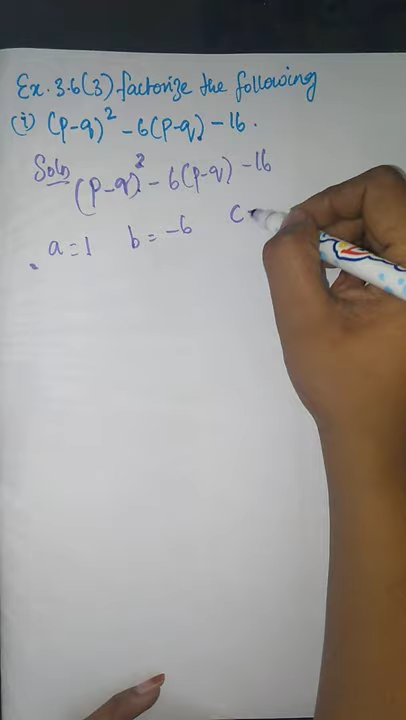 Ex. 3.6(3) factorize the following
(i) (p-q)² -6(p-q) -16.
Soln
(p-q)² - 6(p-q) -16
a=1 b=-6 c